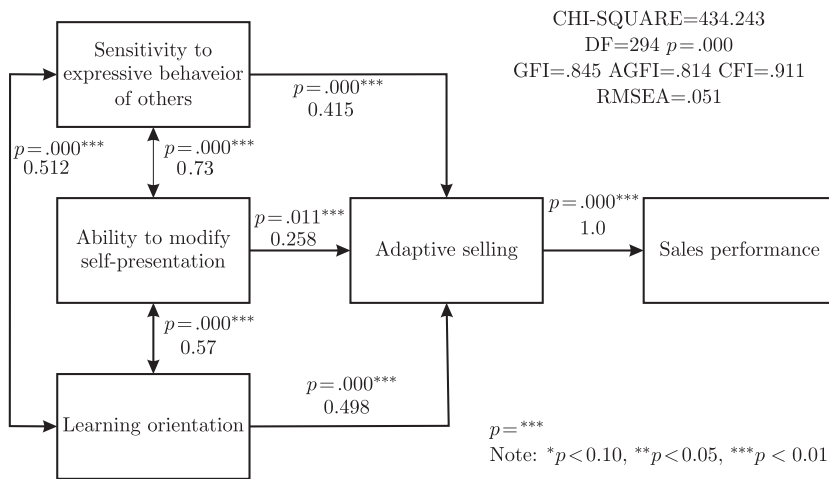 CHI-SQUARE=434.243
DF=294 p=.000
GFI=.845 AGFI=.814 CFI=.911
RMSEA=.051
Sensitivity to
expressive behaveior
of others
p=.000***
0.415
p=.000***
0.512
p=.000***
0.73
Ability to modify
self-presentation
p=.011***
0.258
Adaptive selling
p=.000***
1.0
Sales performance
p=.000***
0.57
Learning orientation
p=.000***
0.498
p=***
Note: *p<0.10, **p<0.05, ***p < 0.01